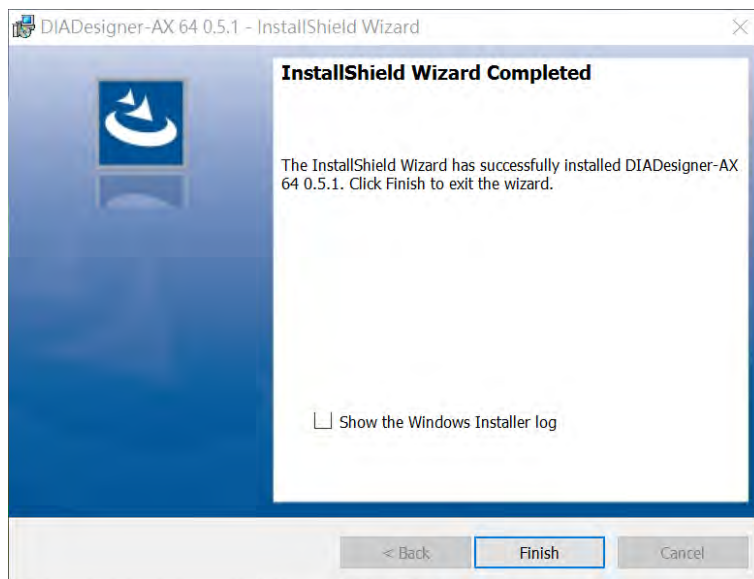 DIADesigner-AX 64 0.5.1 - InstallShield Wizard
InstallShield Wizard Completed
The InstallShield Wizard has successfully installed DIADesigner-AX
64 0.5.1. Click Finish to exit the wizard.
Show the Windows Installer log
< Back
Finish
Cancel